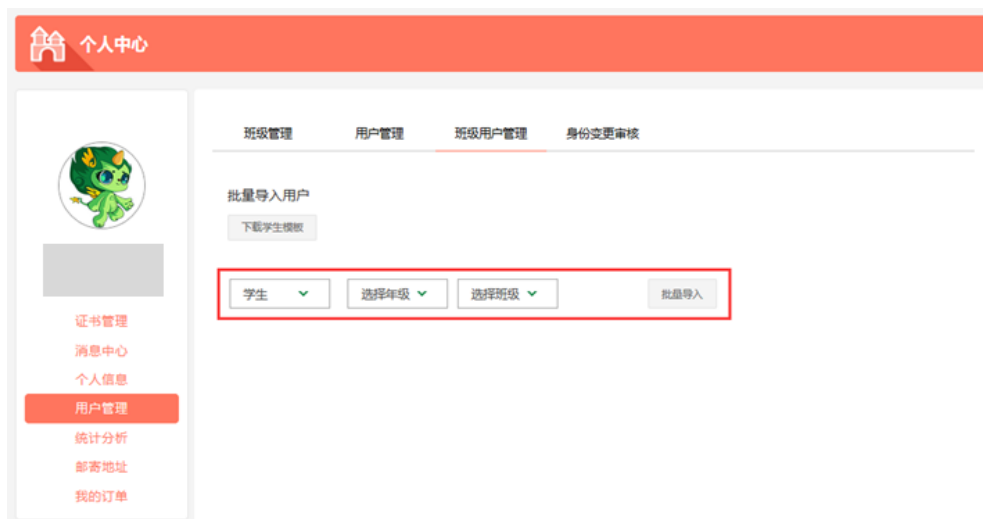 个人中心
班级管理 用户管理 班级用户管理 身份变更审核
批量导入用户
下载学生模板
学生 选择年级 选择班级 批量导入
证书管理
消息中心
个人信息
用户管理
统计分析
邮寄地址
我的订单